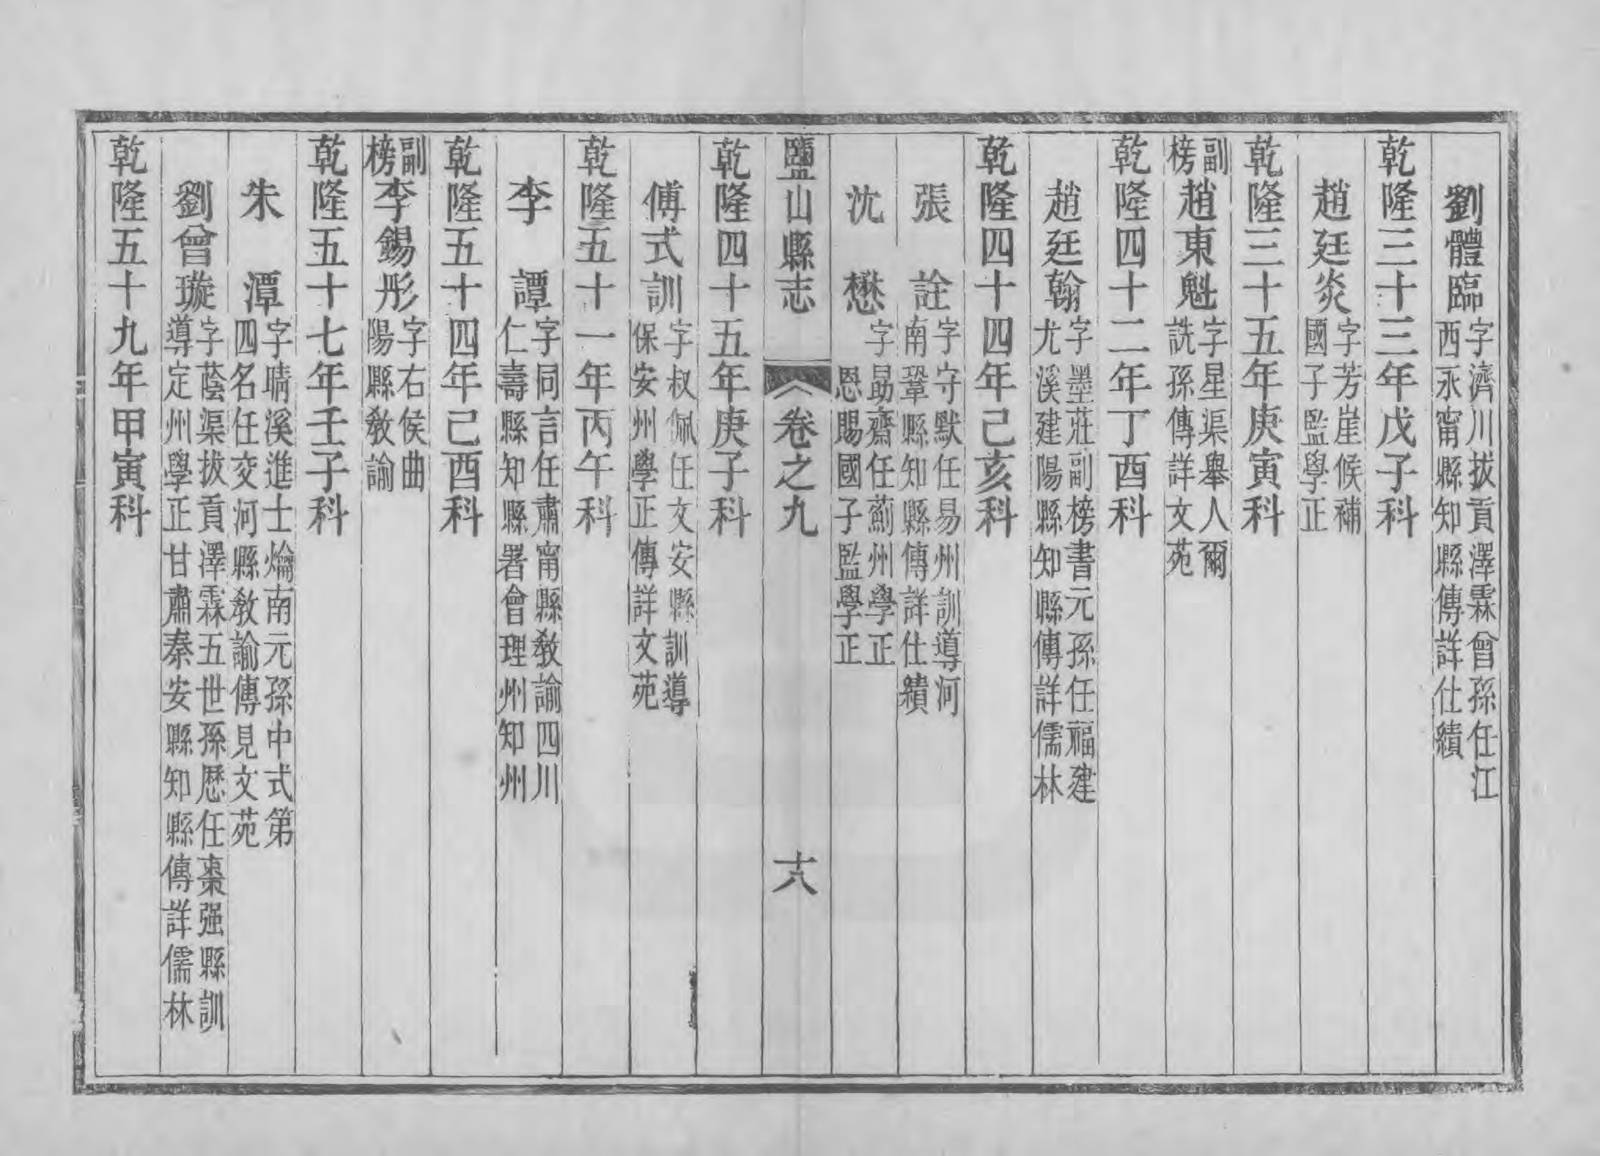 劉體臨字濟川拔貢澤霖曾孫任江
西永甯縣知縣傳詳仕績
乾隆三十三年戊子科
趙廷炎字芳崖候補
國子監學正
乾隆三十五年庚寅科
副榜趙東魁字星渠舉人爾
詵孫傳詳文苑
乾隆四十二年丁酉科
趙廷翰字墨莊副榜書元孫任福建
尤溪建陽縣知縣傳詳儒林
乾隆四十四年己亥科
張詮字守默任易州訓導河
南鞏縣知縣傳詳仕績
沈懋字勗齋任薊州學正
恩賜國子監學正
鹽山縣志 卷之九 十八
乾隆四十五年庚子科
傅式訓字叔佩任文安縣訓導
保安州學正傳詳文苑
乾隆五十一年丙午科
李譚字同言任肅甯縣教諭四川
仁壽縣知縣署會理州知州
乾隆五十四年己酉科
副榜李錫彤字右侯曲
陽縣教諭
乾隆五十七年壬子科
朱潭字晴溪進士爚南元孫中式第
四名任交河縣教諭傳見文苑
劉曾璇字蔭渠拔貢澤霖五世孫歷任棗强縣訓
導定州學正甘肅秦安縣知縣傳詳儒林
乾隆五十九年甲寅科